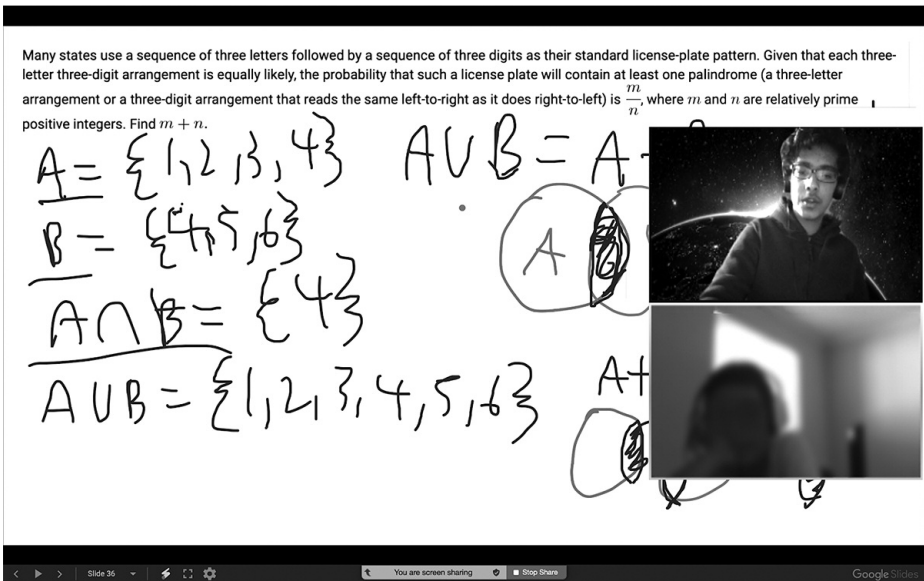 Many states use a sequence of three letters followed by a sequence of three digits as their standard license-plate pattern. Given that each three-
letter three-digit arrangement is equally likely, the probability that such a license plate will contain at least one palindrome (a three-letter
arrangement or a three-digit arrangement that reads the same left-to-right as it does right-to-left) is m/n, where m and n are relatively prime
positive integers. Find m + n.
A = {1,2,3,4}
A∪B = A
B = {4,5,6}
A
A∩B = {4}
A∪B = {1,2,3,4,5,6}
A+
Slide 36
You are screen sharing
Stop Share
Google Slides